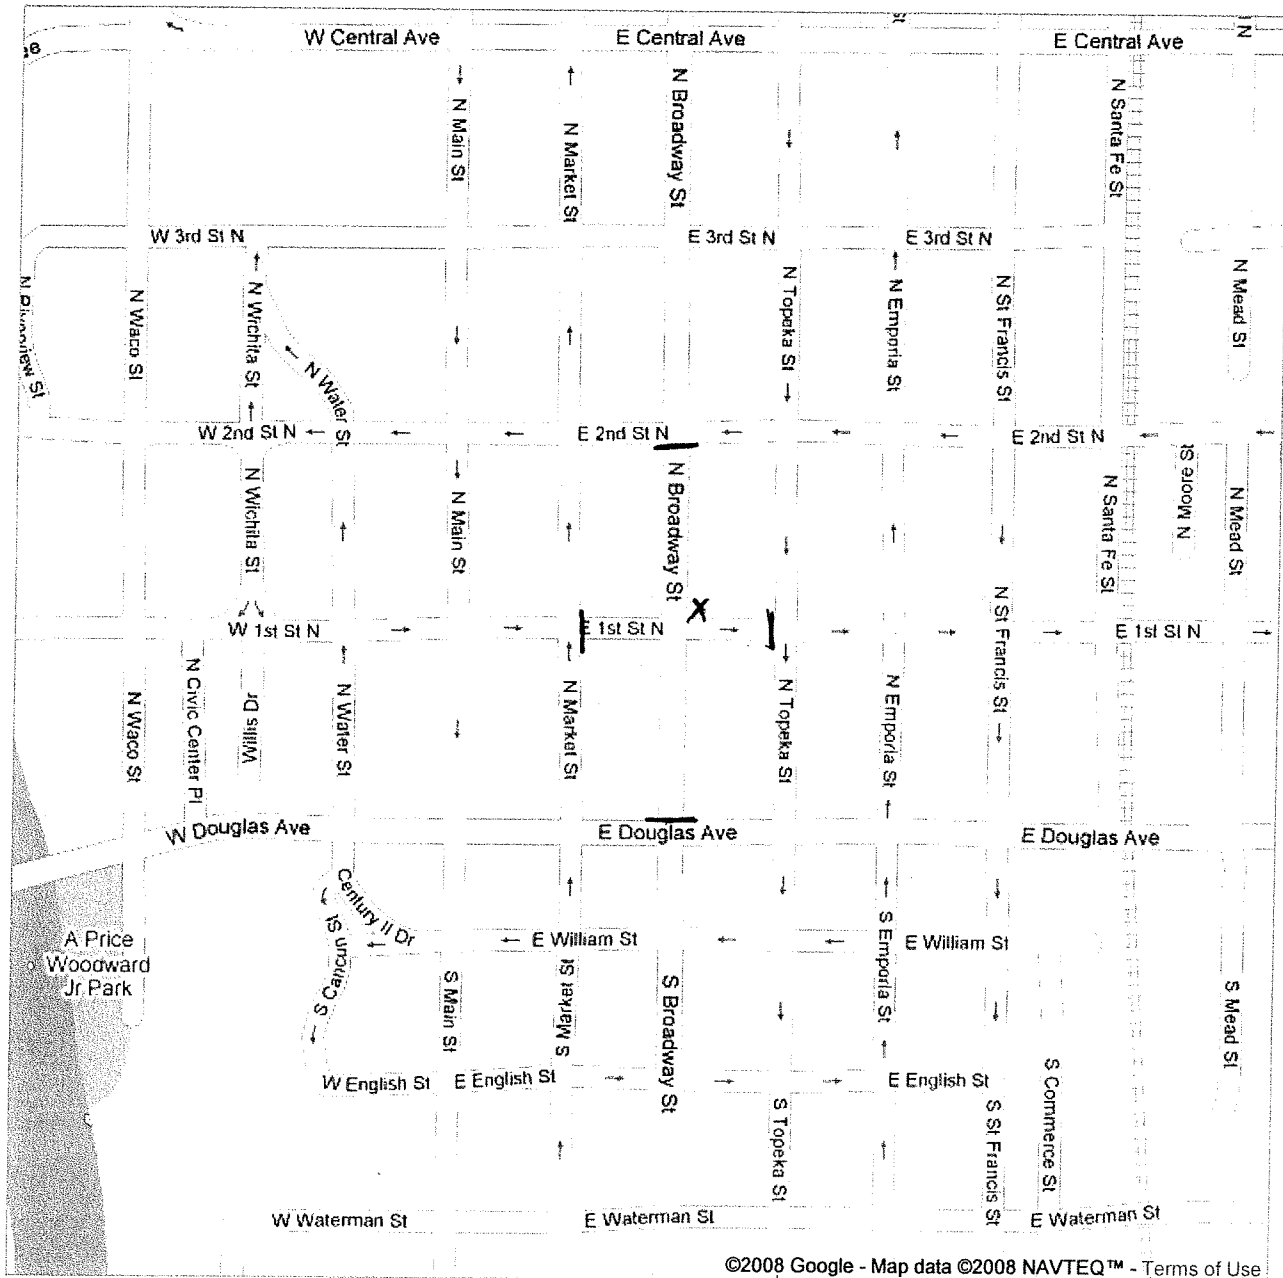 W Central Ave
E Central Ave
E Central Ave
N
St
N Main St
N Market St
N Broadway St
N Santa Fe St
W 3rd St N
E 3rd St N
E 3rd St N
N Riverview St
N Waco St
N Wichita St
N Water St
N Topeka St
N Emporia St
N St Francis St
N Mead St
W 2nd St N
E 2nd St N
E 2nd St N
N Wichita St
N Main St
N Broadway St
N Santa Fe St
N Moore St
N Mead St
X
W 1st St N
E 1st St N
E 1st St N
N Waco St
N Civic Center Pl
Willis Dr
N Water St
N Market St
N Topeka St
N Emporia St
N St Francis St
W Douglas Ave
E Douglas Ave
E Douglas Ave
Century II Dr
S Cancun St
E William St
E William St
A Price
Woodward
Jr Park
S Main St
S Market St
S Broadway St
S Emporia St
S Mead St
W English St
E English St
E English St
S Topeka St
S St Francis St
S Commerce St
W Waterman St
E Waterman St
E Waterman St
©2008 Google - Map data ©2008 NAVTEQ™ - Terms of Use